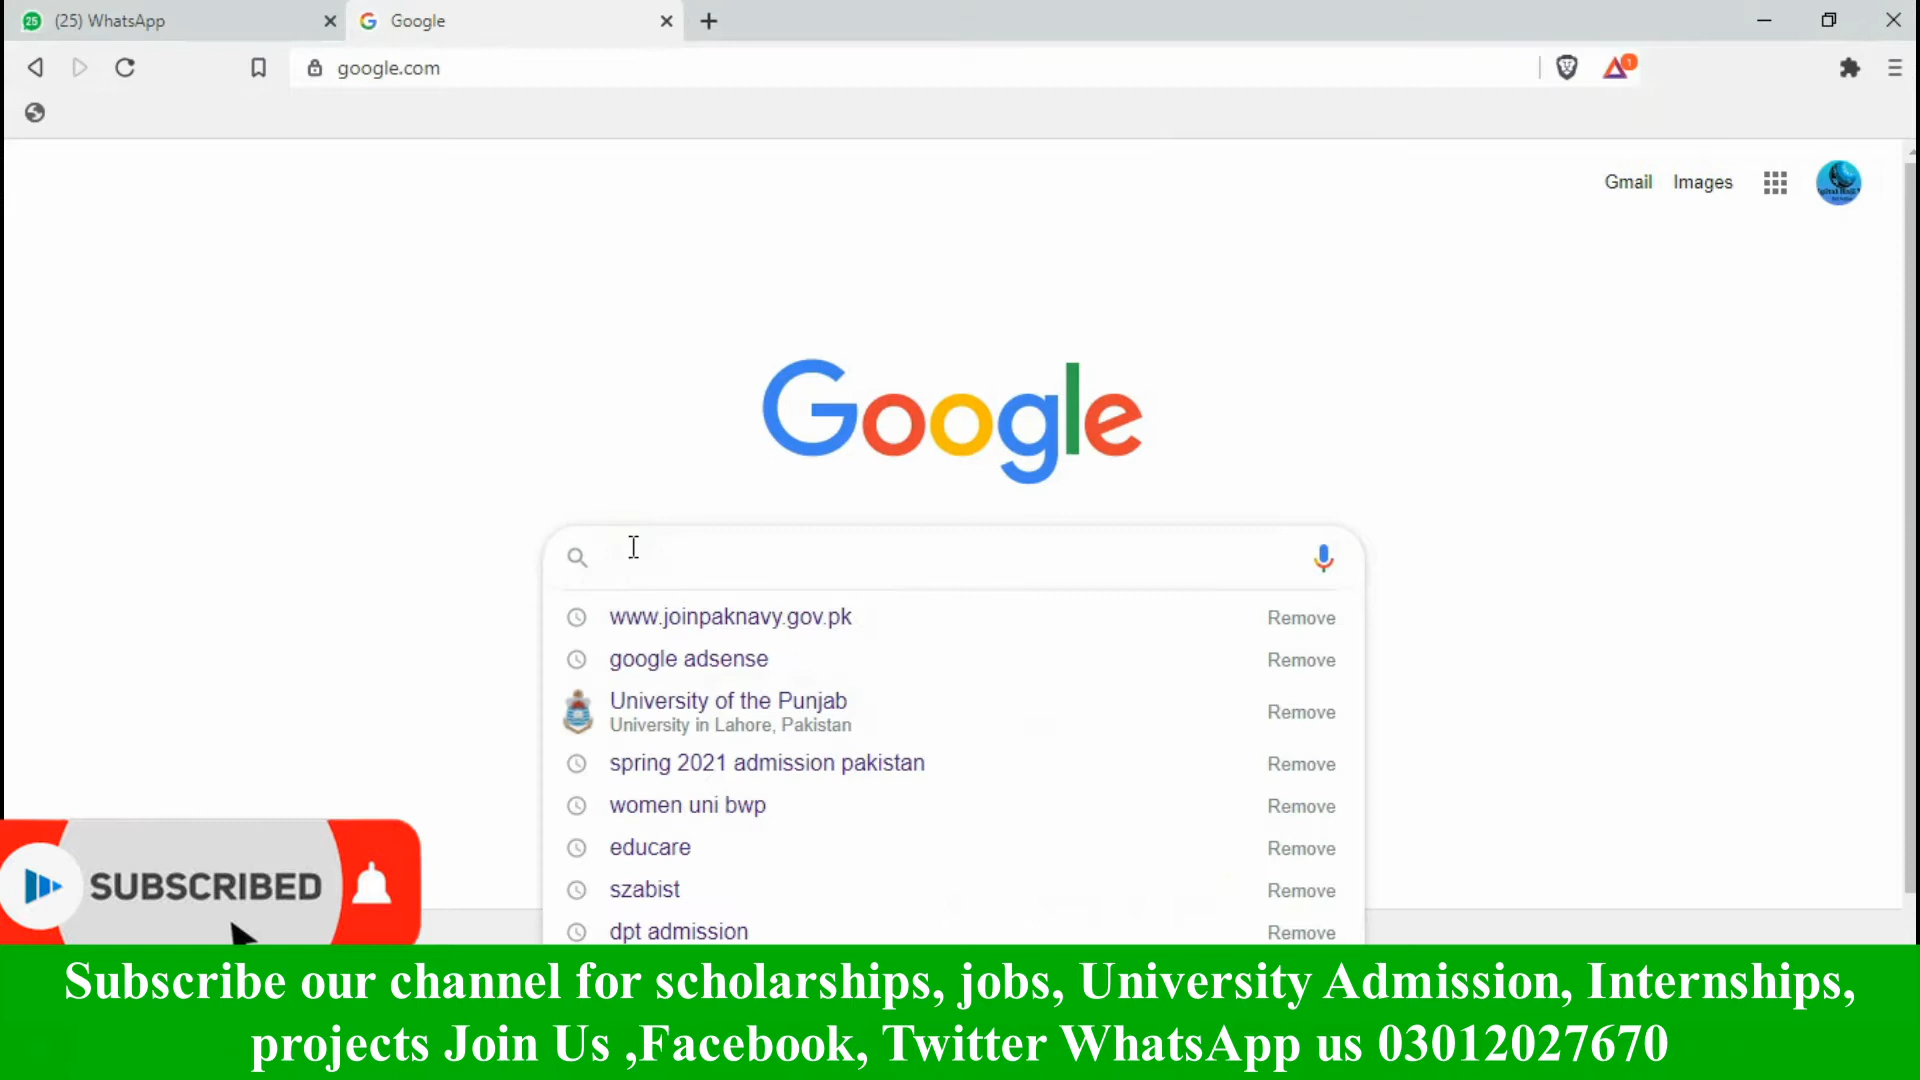 25 (25) WhatsApp
Google
google.com
1
Gmail Images
Google
www.joinpaknavy.gov.pk Remove
google adsense Remove
University of the Punjab
University in Lahore, Pakistan Remove
spring 2021 admission pakistan Remove
women uni bwp Remove
educare Remove
szabist Remove
dpt admission Remove
SUBSCRIBED
Subscribe our channel for scholarships, jobs, University Admission, Internships,
projects Join Us ,Facebook, Twitter WhatsApp us 03012027670